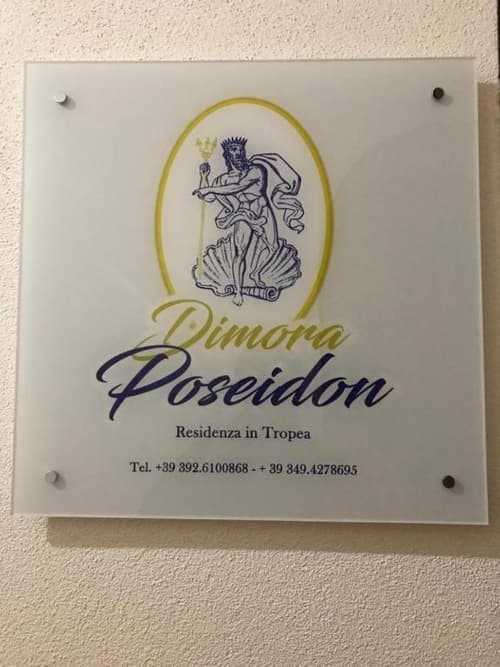 Dimora
Poseidon
Residenza in Tropea
Tel. +39 392.6100868 - + 39 349.4278695